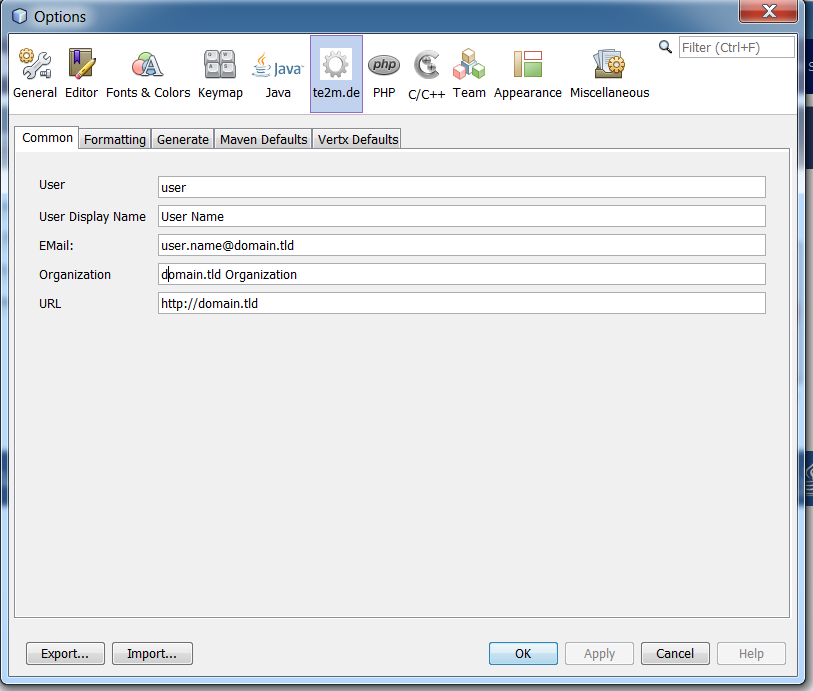 Options
Filter (Ctrl+F)
General Editor Fonts & Colors Keymap Java te2m.de PHP C/C++ Team Appearance Miscellaneous
Common Formatting Generate Maven Defaults Vertx Defaults
User user
User Display Name User Name
EMail: user.name@domain.tld
Organization domain.tld Organization
URL http://domain.tld
Export... Import... OK Apply Cancel Help